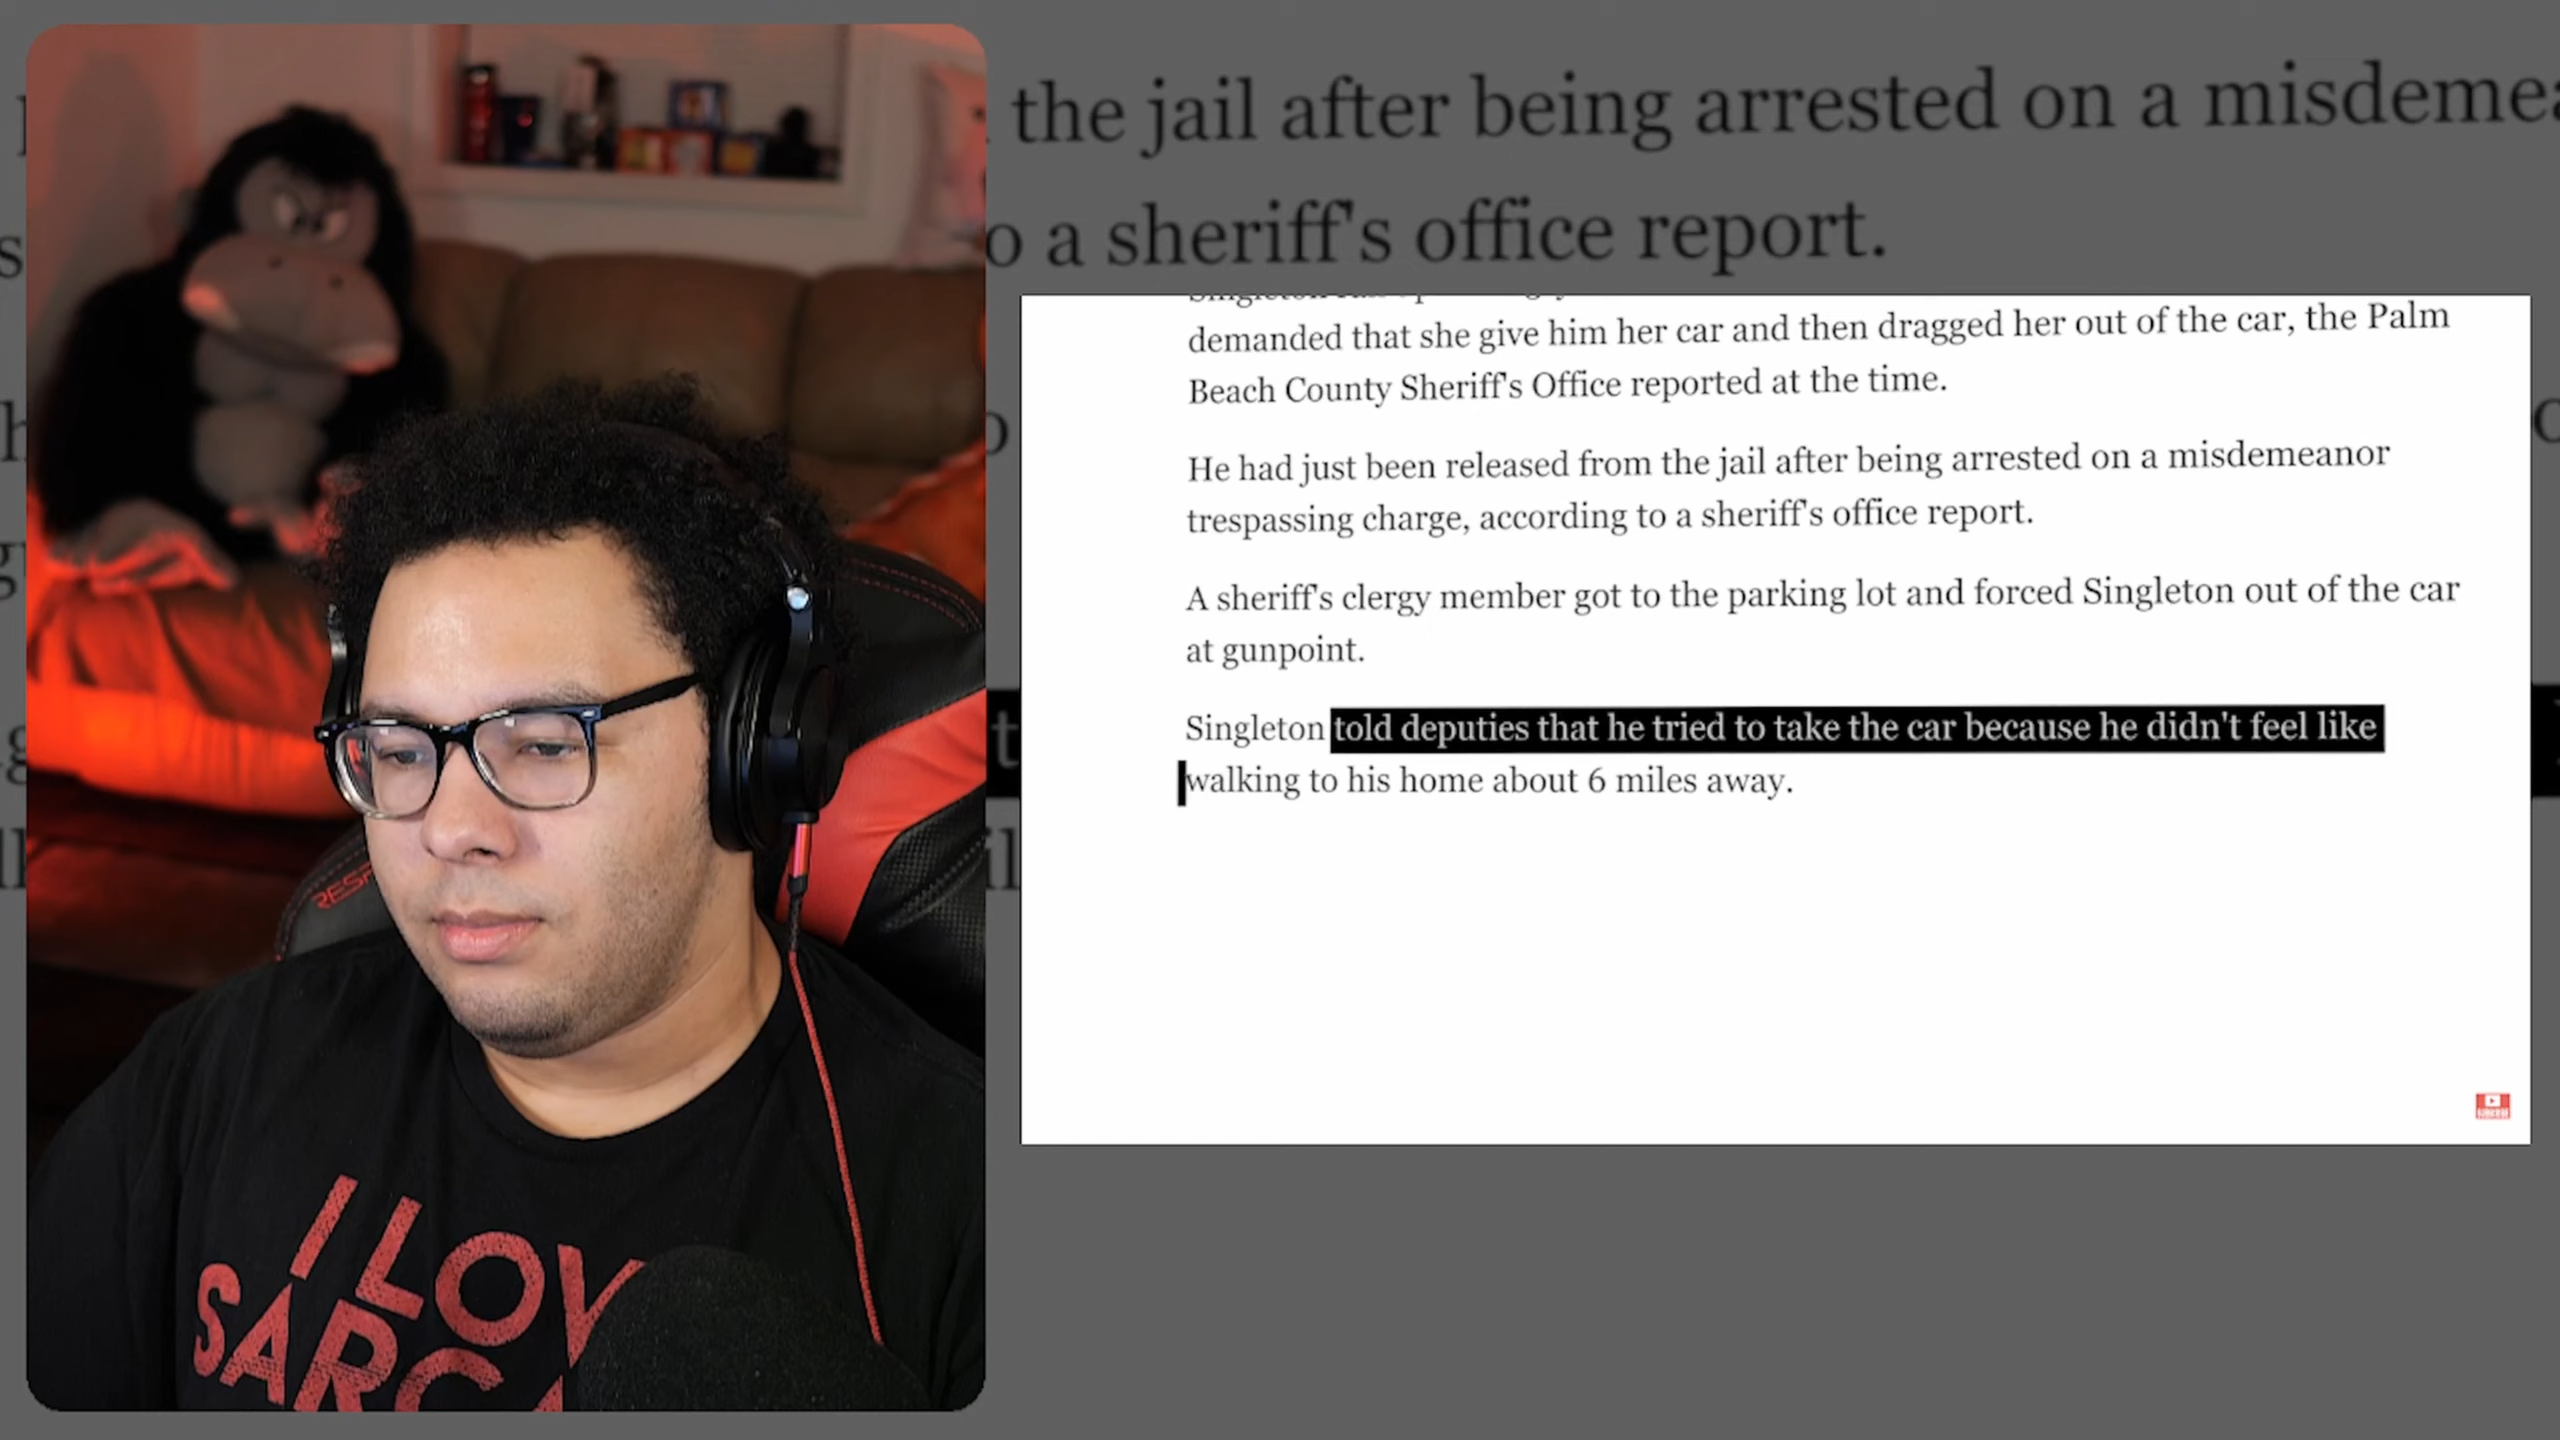 the jail after being arrested on a
o a sheriff's office report.
demanded that she give him her car and then dragged her out of the car, the Palm
Beach County Sheriff's Office reported at the time.
He had just been released from the jail after being arrested on a misdemeanor
trespassing charge, according to a sheriff's office report.
A sheriff's clergy member got to the parking lot and forced Singleton out of the car
at gunpoint.
Singleton told deputies that he tried to take the car because he didn't feel like
walking to his home about 6 miles away.
I LOV
SARC
RESP